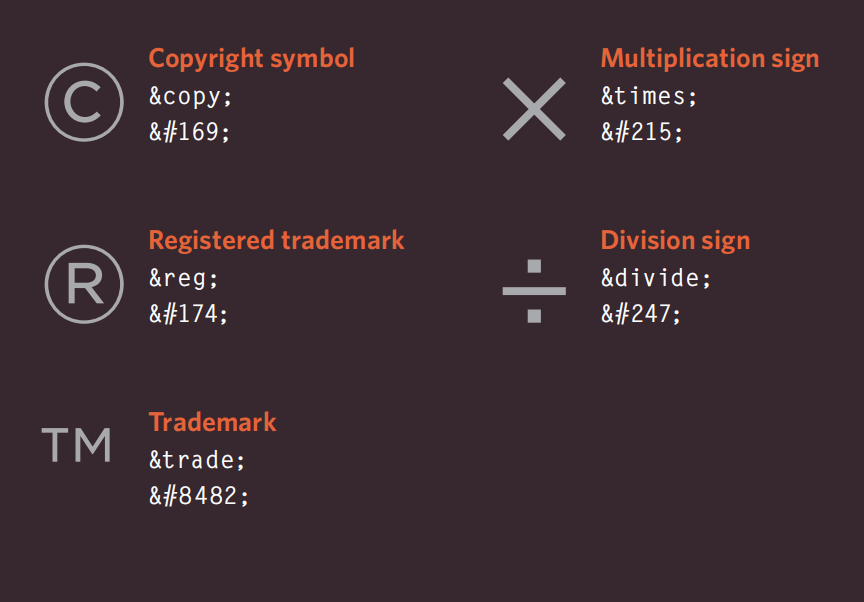 ©
Copyright symbol
&copy;
&#169;
®
Registered trademark
&reg;
&#174;
TM
Trademark
&trade;
&#8482;
×
Multiplication sign
&times;
&#215;
÷
Division sign
&divide;
&#247;